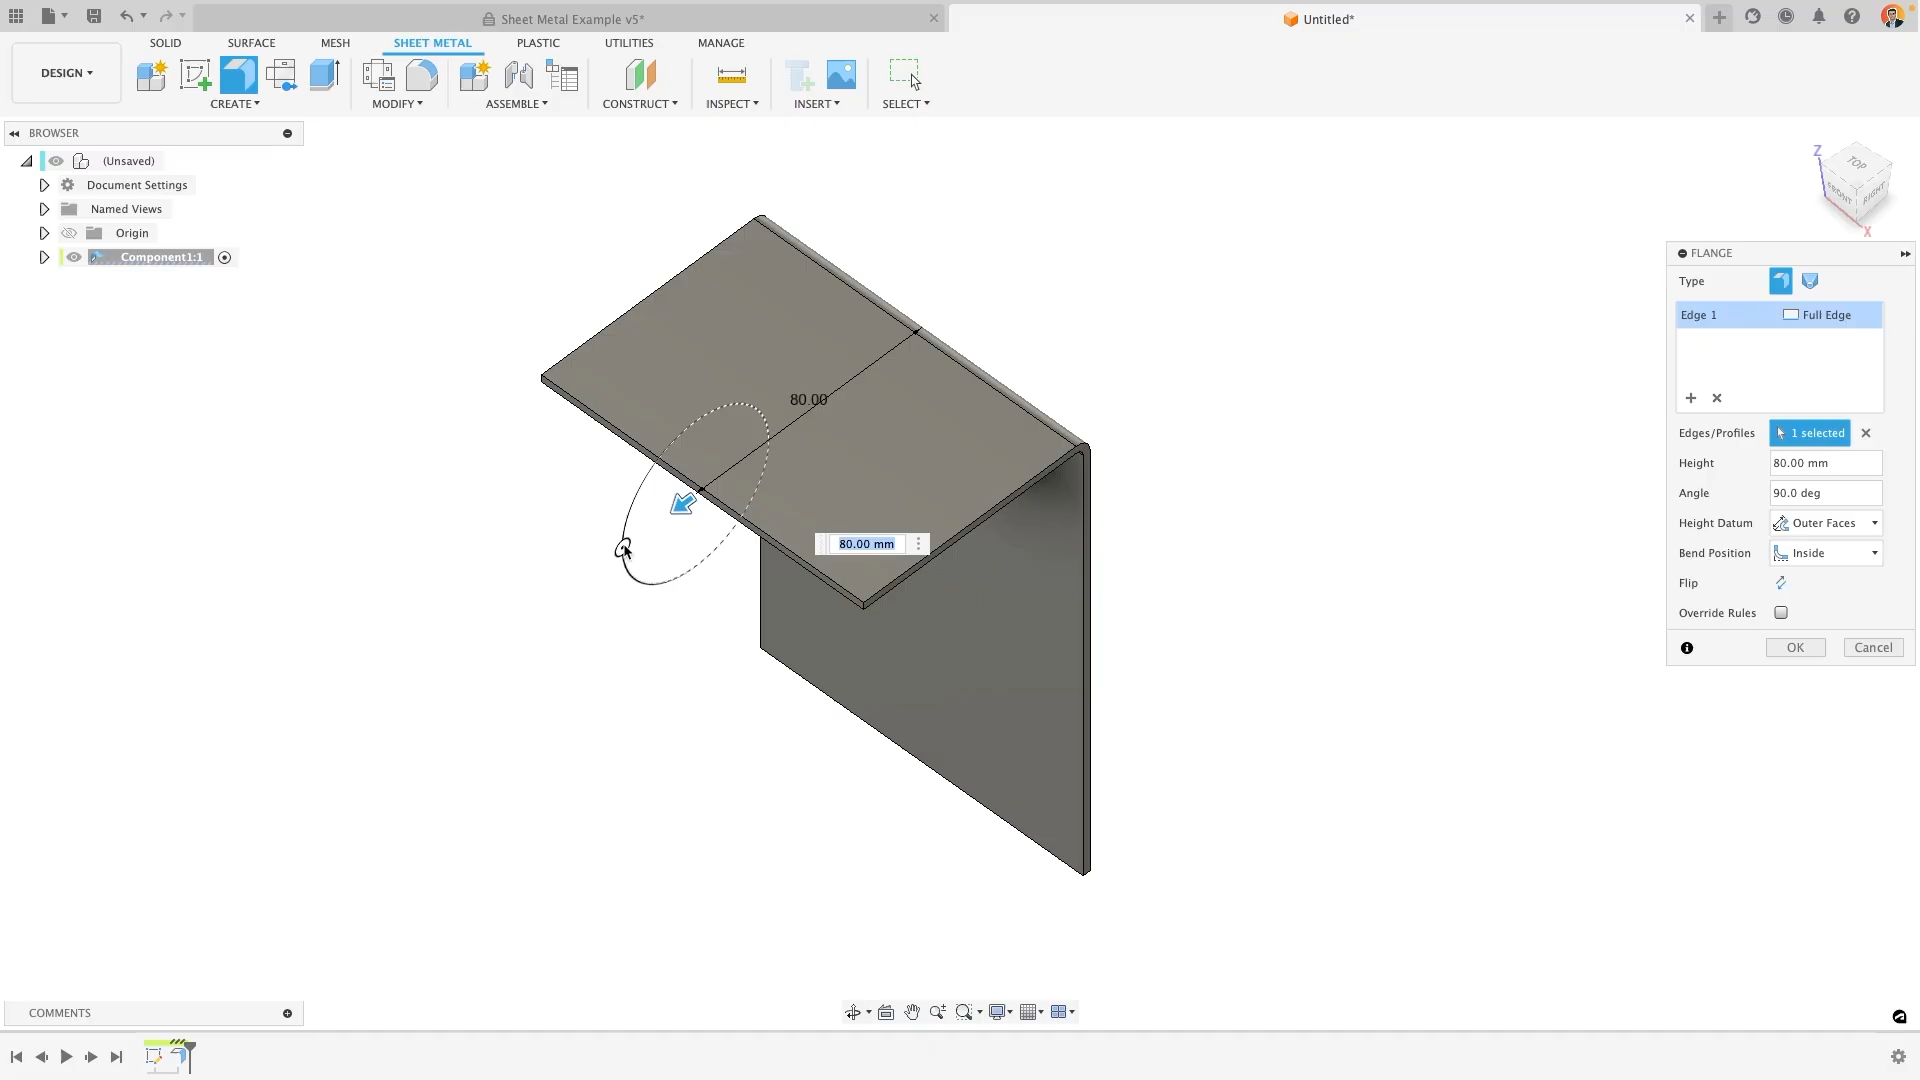 Sheet Metal Example v5*
Untitled*
SOLID SURFACE MESH SHEET METAL PLASTIC UTILITIES MANAGE
DESIGN
CREATE MODIFY ASSEMBLE CONSTRUCT INSPECT INSERT SELECT
BROWSER
(Unsaved)
Document Settings
Named Views
Origin
Component1:1
80.00
80.00 mm
Z
TOP
FRONT
RIGHT
X
FLANGE
Type
Edge 1 Full Edge
Edges/Profiles 1 selected
Height 80.00 mm
Angle 90.0 deg
Height Datum Outer Faces
Bend Position Inside
Flip
Override Rules
OK Cancel
COMMENTS